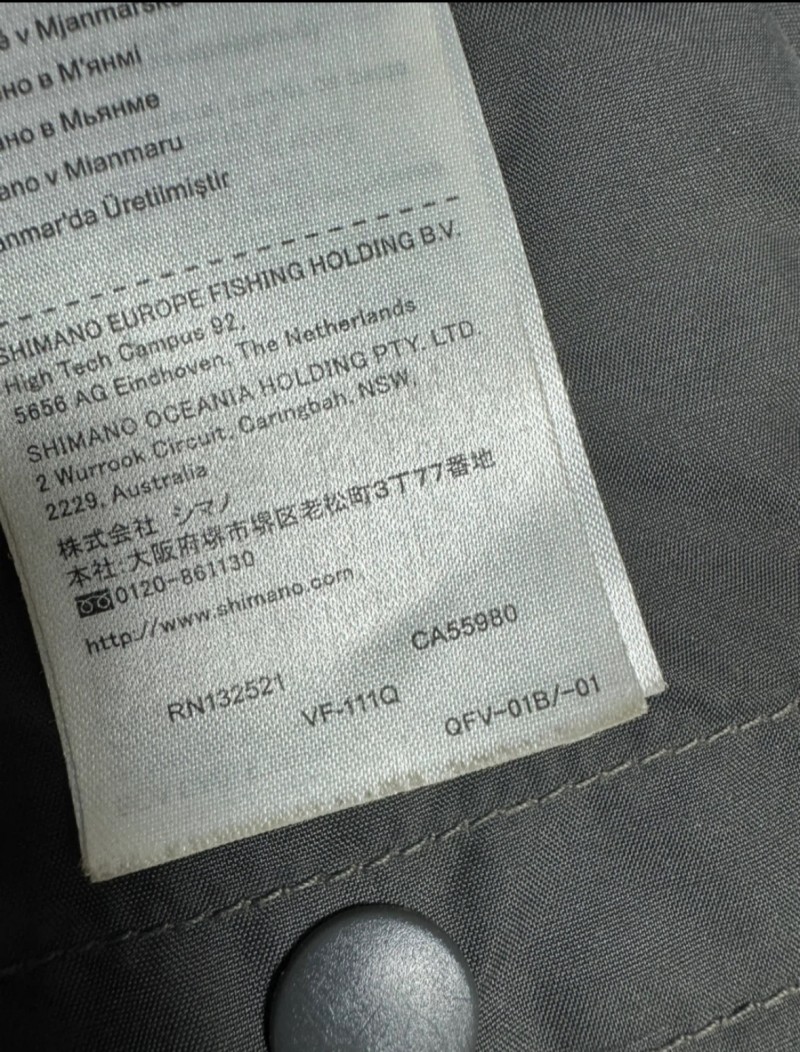 é v Mjanmarsku
но в М'янмі
ано в Мьянме
ano v Mianmaru
anmar'da Üretilmiştir
SHIMANO EUROPE FISHING HOLDING B.V.
High Tech Campus 92,
5656 AG Eindhoven, The Netherlands
SHIMANO OCEANIA HOLDING PTY. LTD.
2 Wurrook Circuit, Caringbah, NSW,
2229, Australia
株式会社 シマノ
本社:大阪府堺市堺区老松町3丁77番地
0120-861130
http://www.shimano.com
RN132521 CA55980
VF-111Q QFV-01B/-01